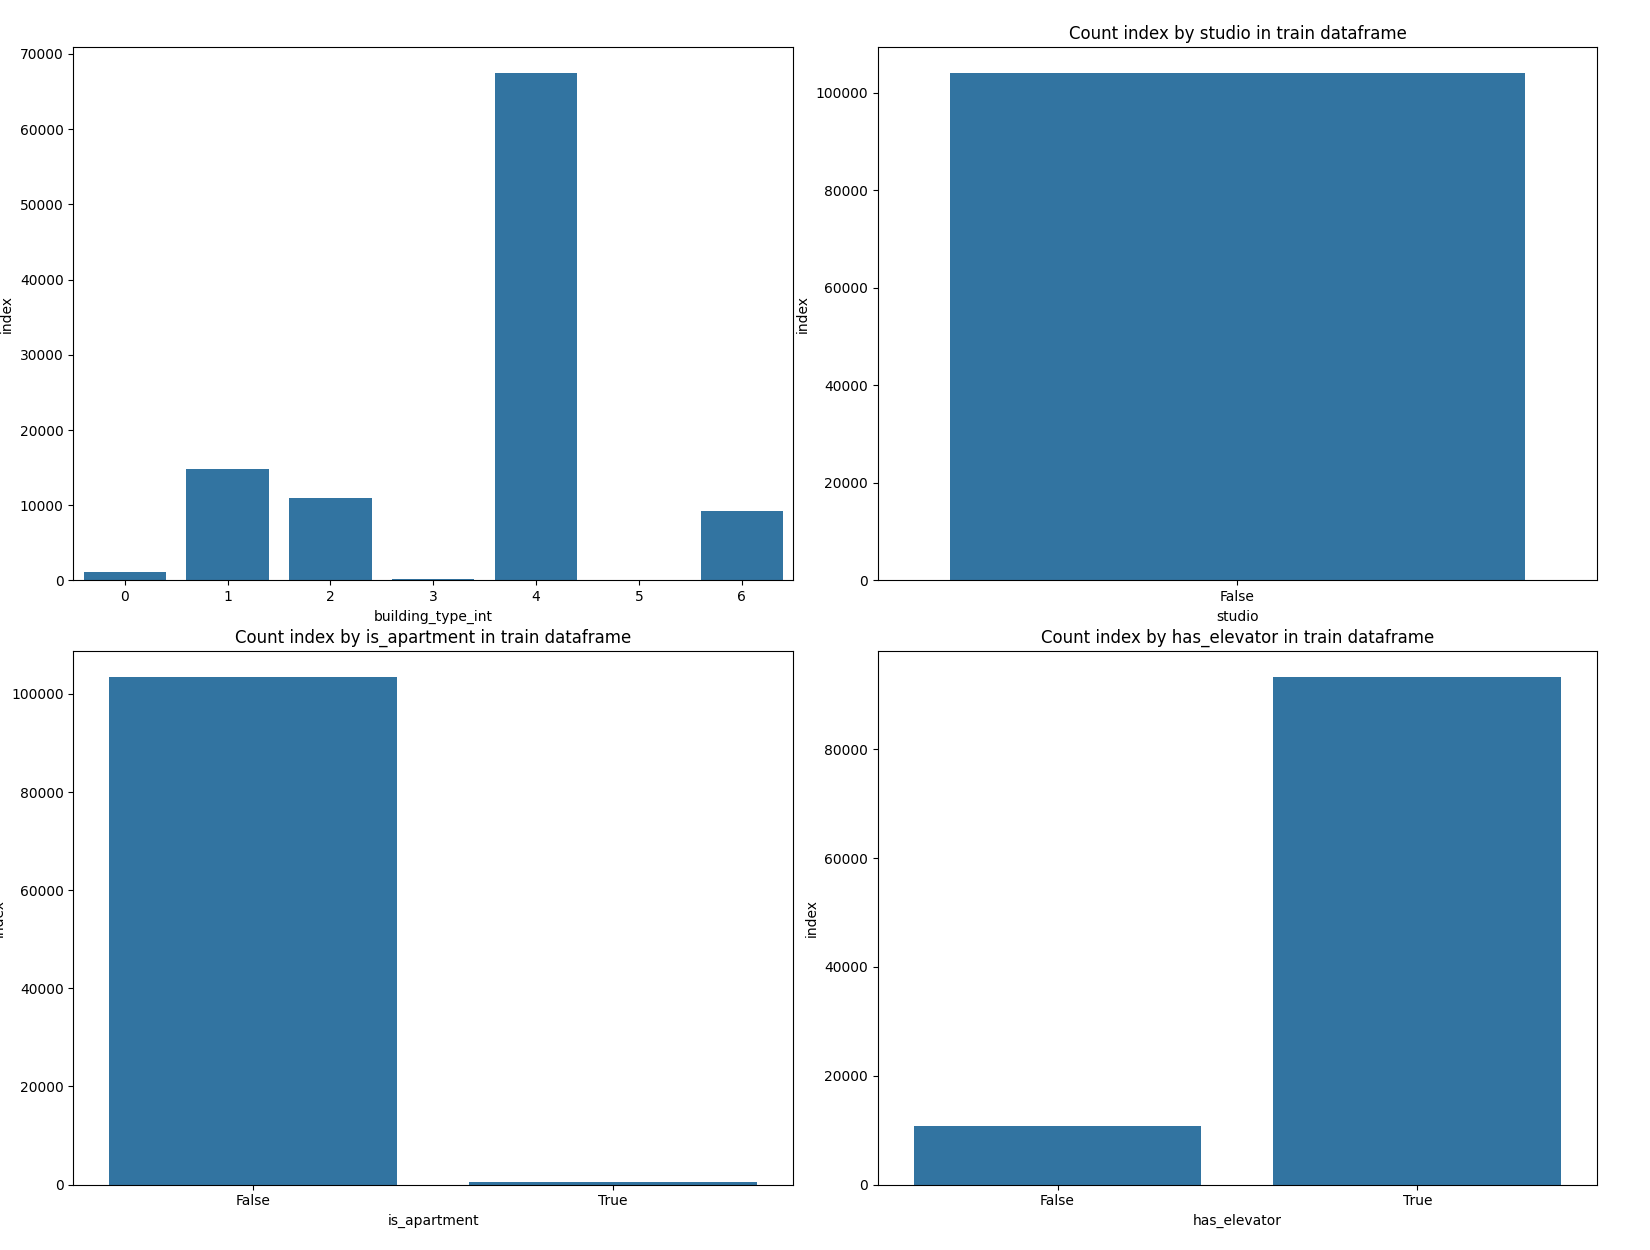 70000
60000
50000
40000
30000
20000
10000
0
index
0 1 2 3 4 5 6
building_type_int
Count index by studio in train dataframe
100000
80000
60000
40000
20000
0
index
False
studio
Count index by is_apartment in train dataframe
100000
80000
60000
40000
20000
0
index
False True
is_apartment
Count index by has_elevator in train dataframe
80000
60000
40000
20000
0
index
False True
has_elevator